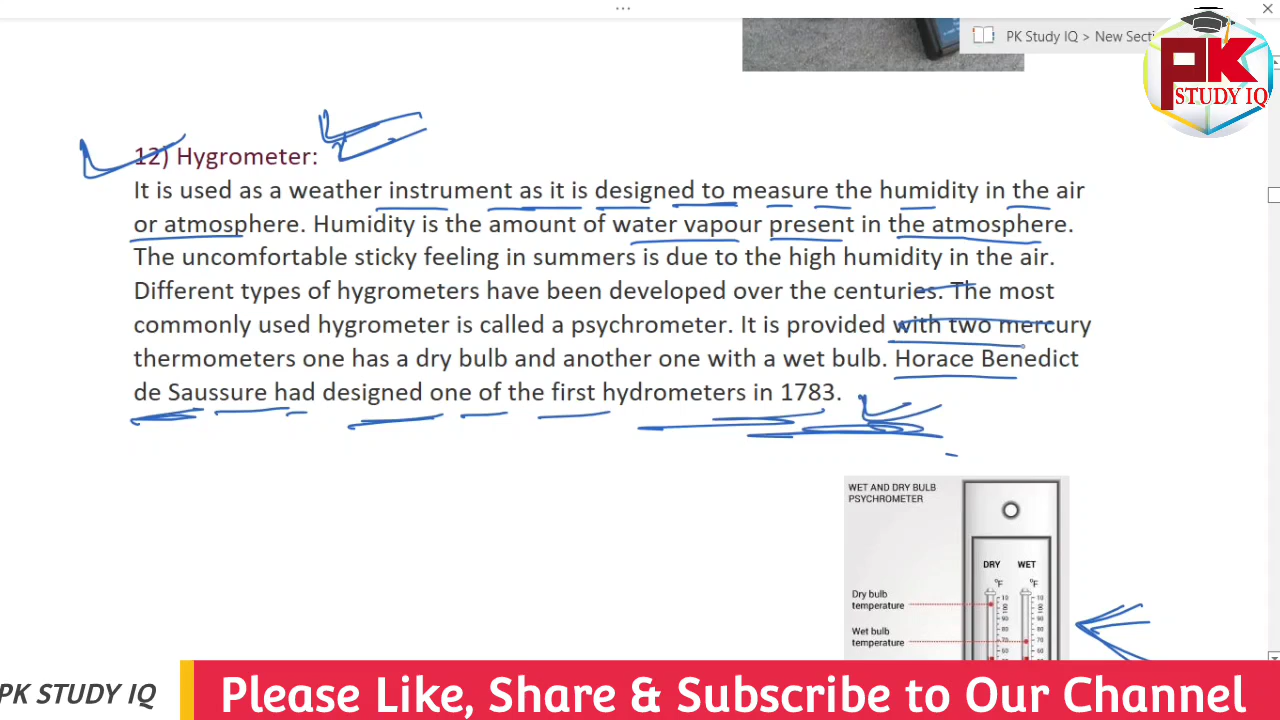 PK Study IQ > New Secti
PK
STUDY IQ
12) Hygrometer:
It is used as a weather instrument as it is designed to measure the humidity in the air
or atmosphere. Humidity is the amount of water vapour present in the atmosphere.
The uncomfortable sticky feeling in summers is due to the high humidity in the air.
Different types of hygrometers have been developed over the centuries. The most
commonly used hygrometer is called a psychrometer. It is provided with two mercury
thermometers one has a dry bulb and another one with a wet bulb. Horace Benedict
de Saussure had designed one of the first hydrometers in 1783.
WET AND DRY BULB
PSYCHROMETER
DRY WET
°F °F
Dry bulb
temperature
Wet bulb
temperature
PK STUDY IQ
Please Like, Share & Subscribe to Our Channel